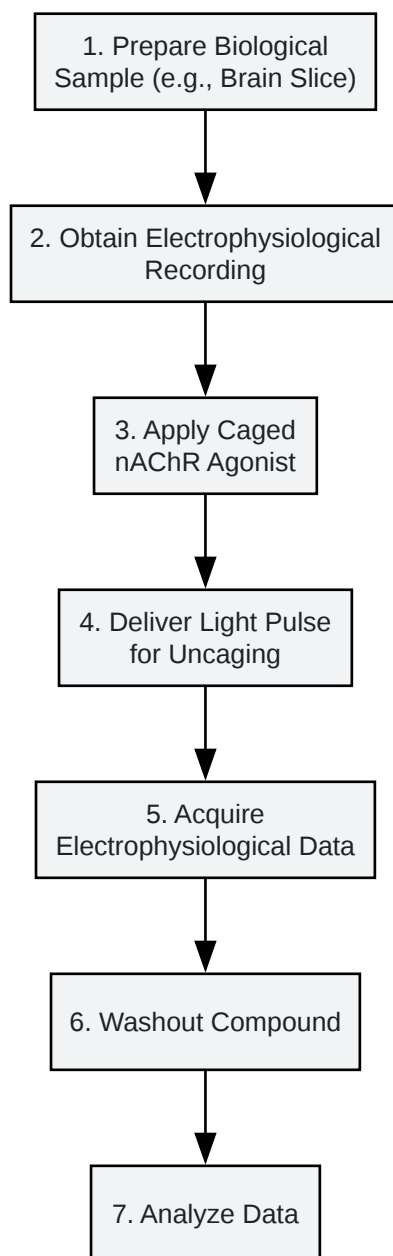 1. Prepare Biological
Sample (e.g., Brain Slice)
2. Obtain Electrophysiological
Recording
3. Apply Caged
nAChR Agonist
4. Deliver Light Pulse
for Uncaging
5. Acquire
Electrophysiological Data
6. Washout Compound
7. Analyze Data